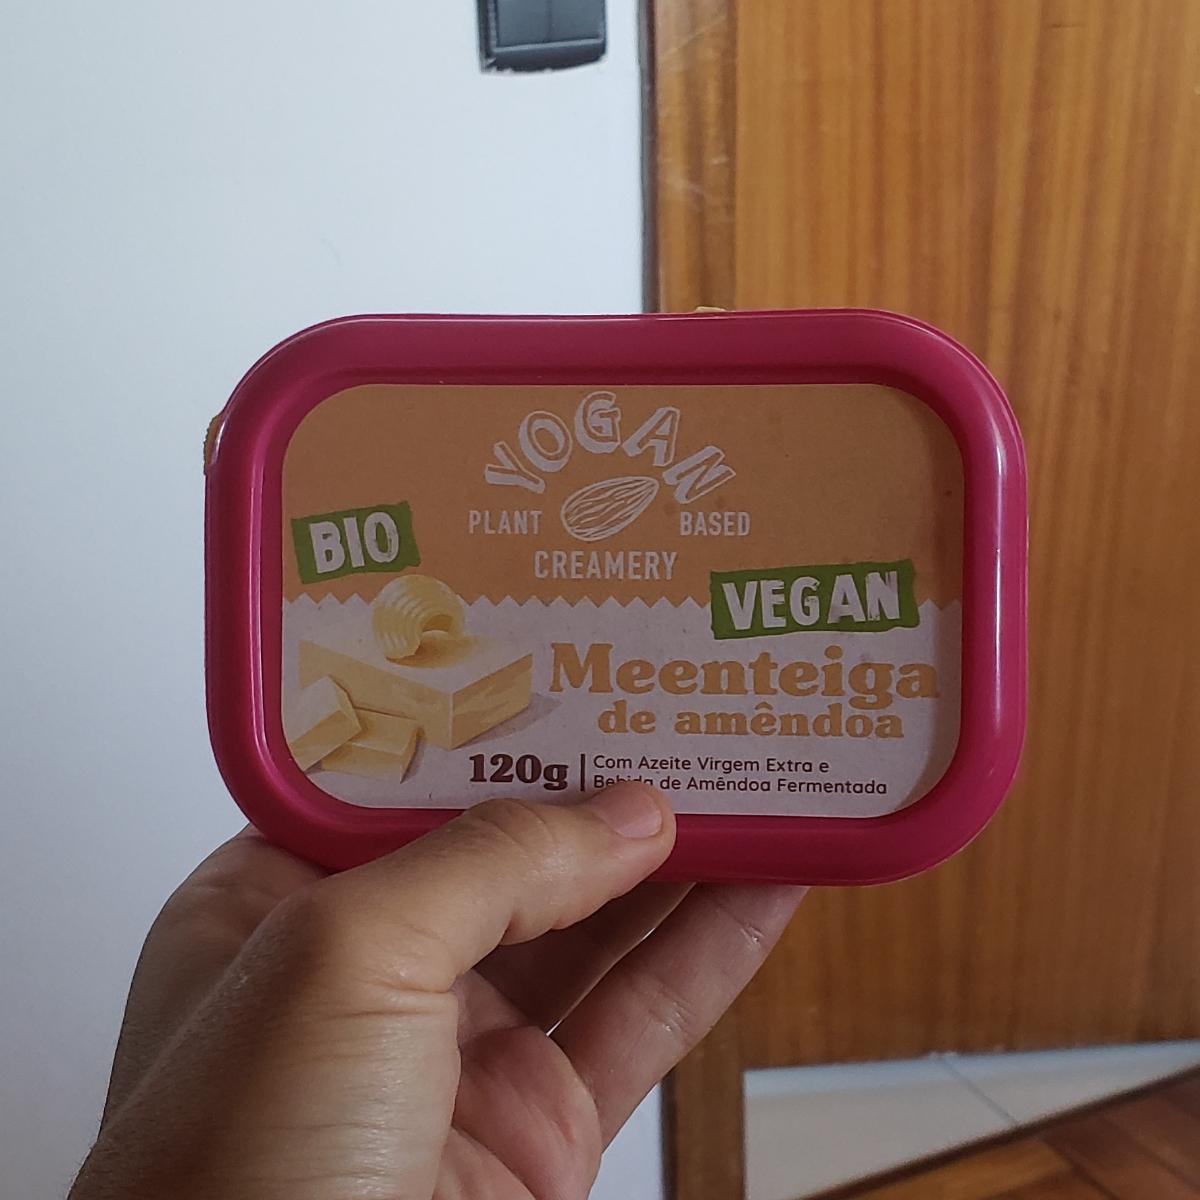 YOGAN
PLANT BASED
CREAMERY
BIO
VEGAN
Meenteiga
de amêndoa
120g
Com Azeite Virgem Extra e
Bebida de Amêndoa Fermentada